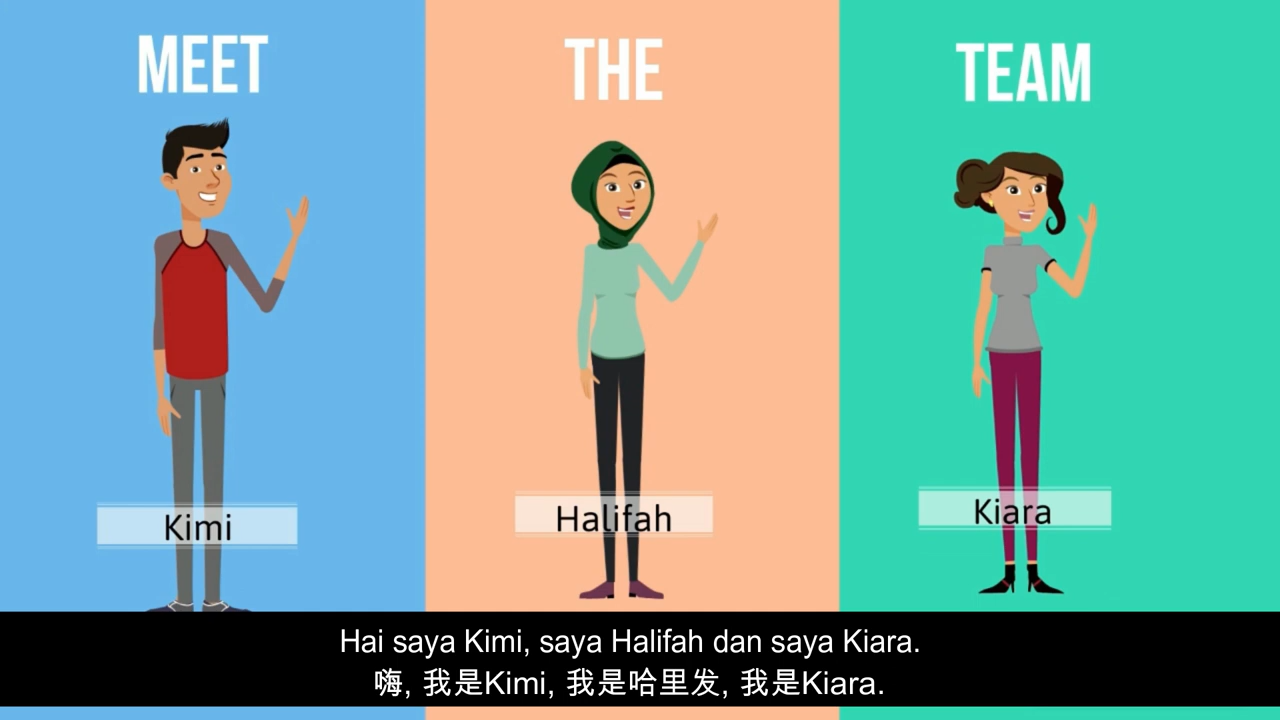 MEET THE TEAM
Kimi
Halifah
Kiara
Hai saya Kimi, saya Halifah dan saya Kiara.
嗨, 我是Kimi, 我是哈里发, 我是Kiara.